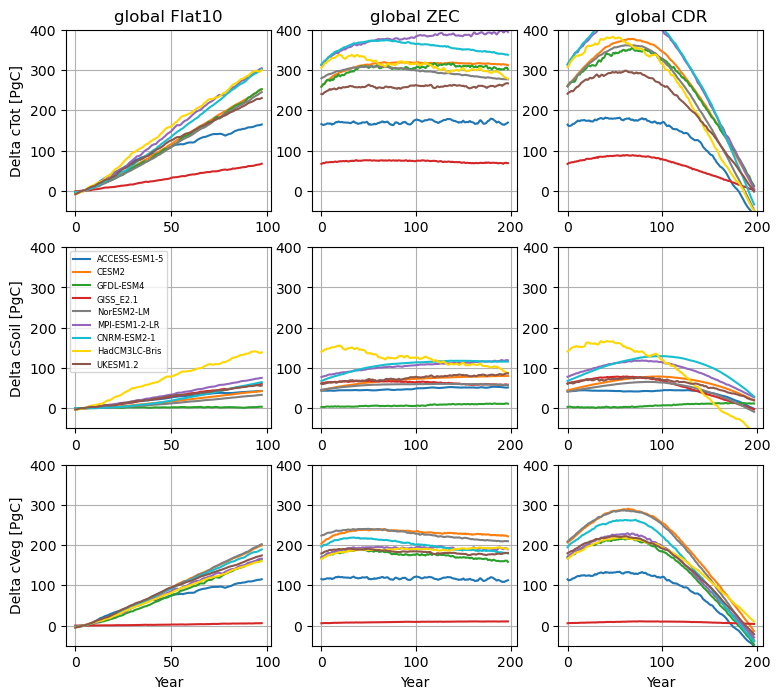 global Flat10 global ZEC global CDR
Delta cTot [PgC]
400 300 200 100 0
0 50 100
400 300 200 100 0
0 100 200
400 300 200 100 0
0 100 200
Delta cSoil [PgC]
400 300 200 100 0
ACCESS-ESM1-5
CESM2
GFDL-ESM4
GISS_E2.1
NorESM2-LM
MPI-ESM1-2-LR
CNRM-ESM2-1
HadCM3LC-Bris
UKESM1.2
0 50 100
400 300 200 100 0
0 100 200
400 300 200 100 0
0 100 200
Delta cVeg [PgC]
400 300 200 100 0
0 50 100
Year
400 300 200 100 0
0 100 200
Year
400 300 200 100 0
0 100 200
Year